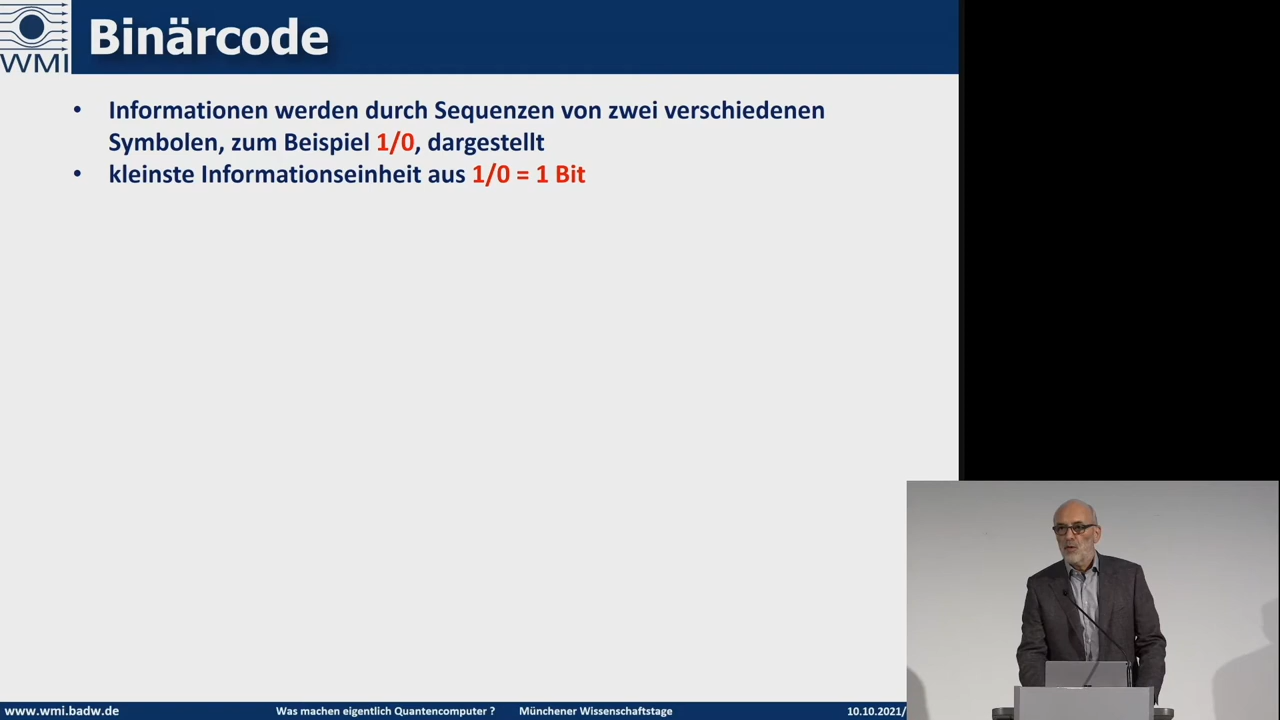 WMI
Binärcode
• Informationen werden durch Sequenzen von zwei verschiedenen
Symbolen, zum Beispiel 1/0, dargestellt
• kleinste Informationseinheit aus 1/0 = 1 Bit
www.wmi.badw.de Was machen eigentlich Quantencomputer ? Münchener Wissenschaftstage 10.10.2021/